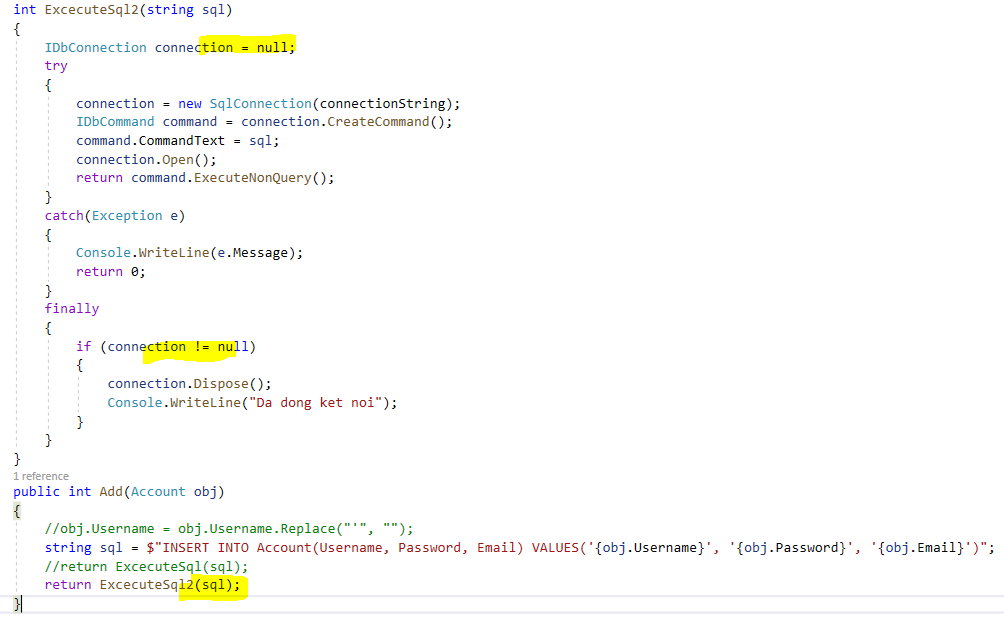 int ExcecuteSql2(string sql)
{
IDbConnection connection = null;
try
{
connection = new SqlConnection(connectionString);
IDbCommand command = connection.CreateCommand();
command.CommandText = sql;
connection.Open();
return command.ExecuteNonQuery();
}
catch(Exception e)
{
Console.WriteLine(e.Message);
return 0;
}
finally
{
if (connection != null)
{
connection.Dispose();
Console.WriteLine("Da dong ket noi");
}
}
}
1 reference
public int Add(Account obj)
{
//obj.Username = obj.Username.Replace("'", "");
string sql = $"INSERT INTO Account(Username, Password, Email) VALUES('{obj.Username}', '{obj.Password}', '{obj.Email}')";
//return ExcecuteSql(sql);
return ExcecuteSql2(sql);
}